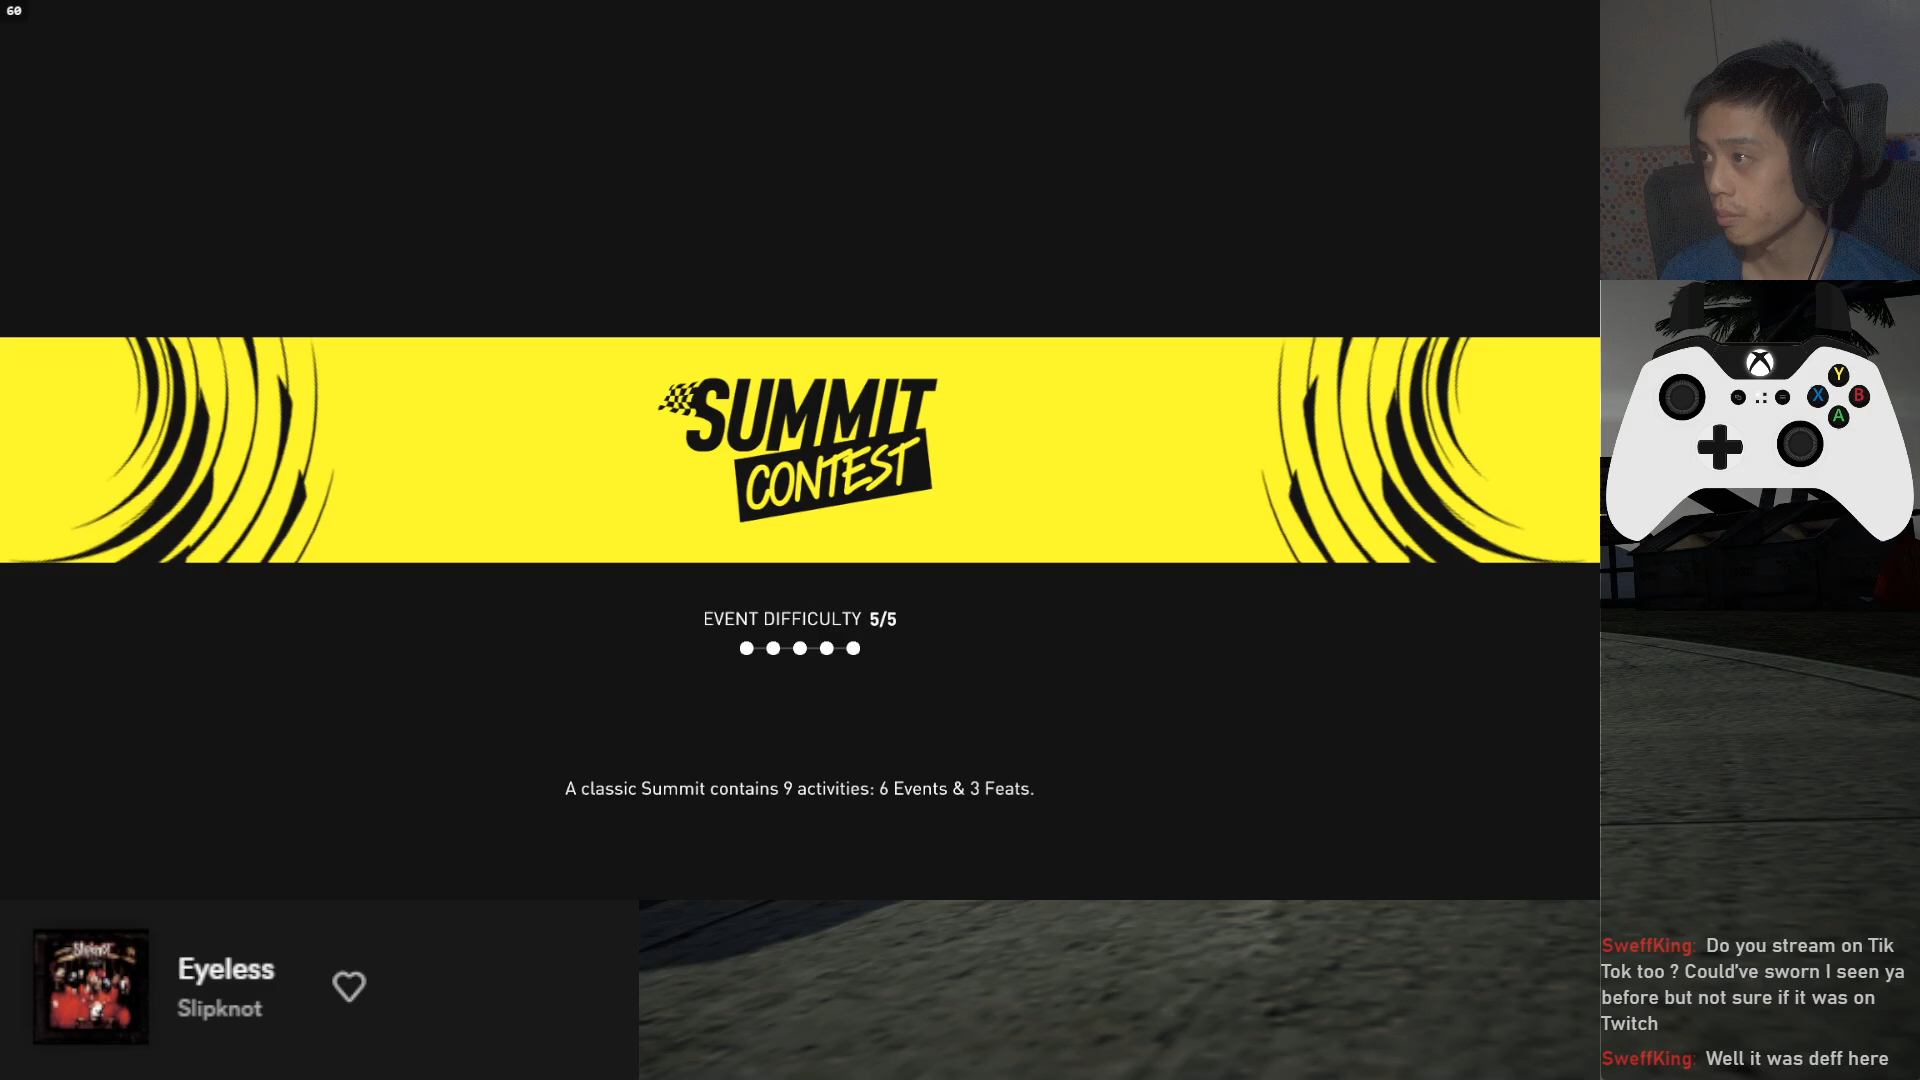 60
SUMMIT
CONTEST
EVENT DIFFICULTY 5/5
A classic Summit contains 9 activities: 6 Events & 3 Feats.
Eyeless
Slipknot
Y
X
B
A
SweffKing: Do you stream on Tik
Tok too ? Could've sworn I seen ya
before but not sure if it was on
Twitch
SweffKing: Well it was deff here